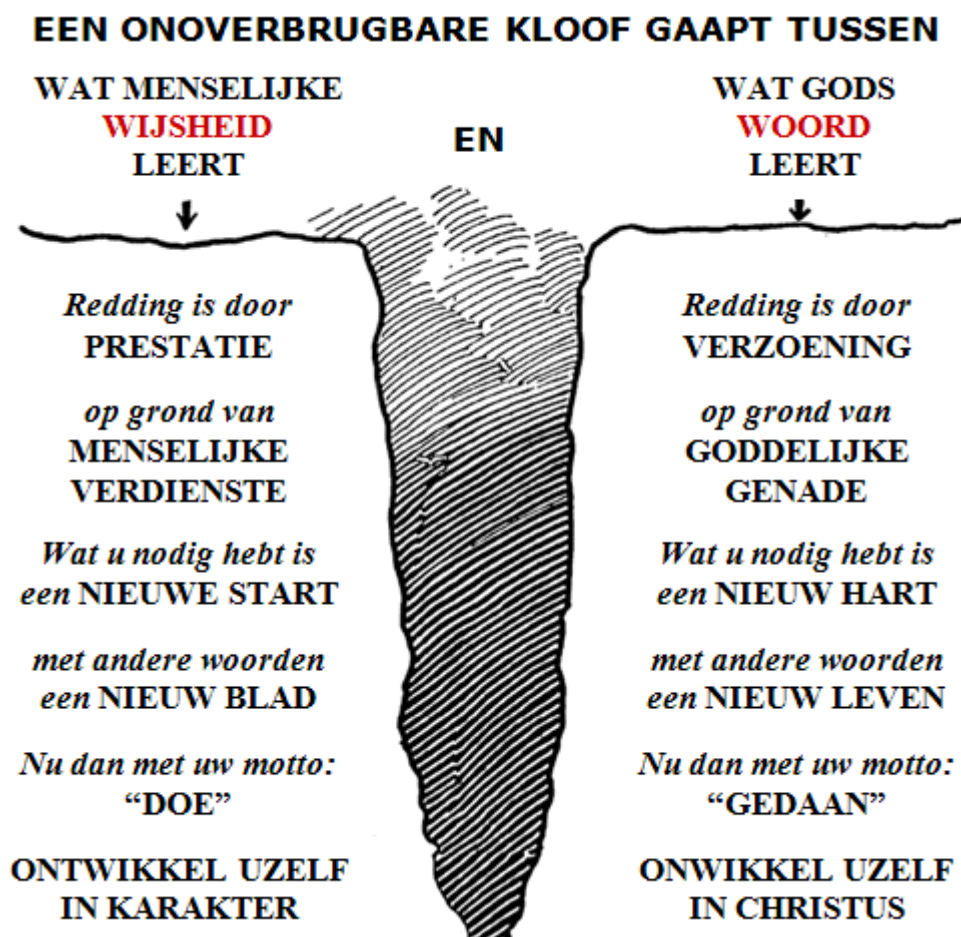 EEN ONOVERBRUGBARE KLOOF GAAPT TUSSEN
WAT MENSELIJKE
WIJSHEID
LEERT
EN
WAT GODS
WOORD
LEERT
Redding is door
PRESTATIE
op grond van
MENSELIJKE
VERDIENSTE
Wat u nodig hebt is
een NIEUWE START
met andere woorden
een NIEUW BLAD
Nu dan met uw motto:
“DOE”
ONTWIKKEL UZELF
IN KARAKTER
Redding is door
VERZOENING
op grond van
GODDELIJKE
GENADE
Wat u nodig hebt is
een NIEUW HART
met andere woorden
een NIEUW LEVEN
Nu dan met uw motto:
“GEDAAN”
ONWIKKEL UZELF
IN CHRISTUS